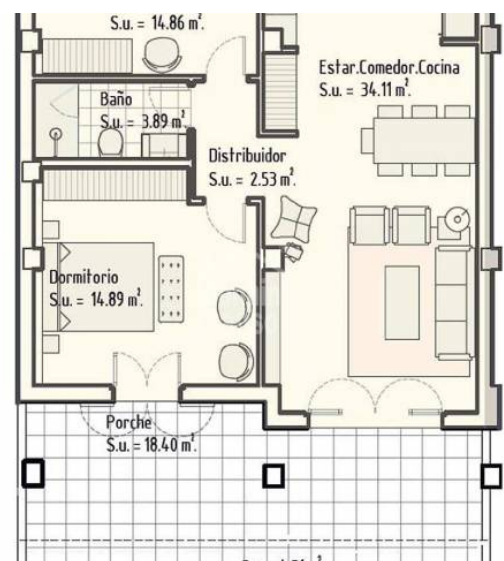 S.u. = 14.86 m².
Estar.Comedor.Cocina
S.u. = 34.11 m².
Baño
S.u. = 3.89 m².
Distribuidor
S.u. = 2.53 m².
Dormitorio
S.u. = 14.89 m².
Porche
S.u. = 18.40 m².